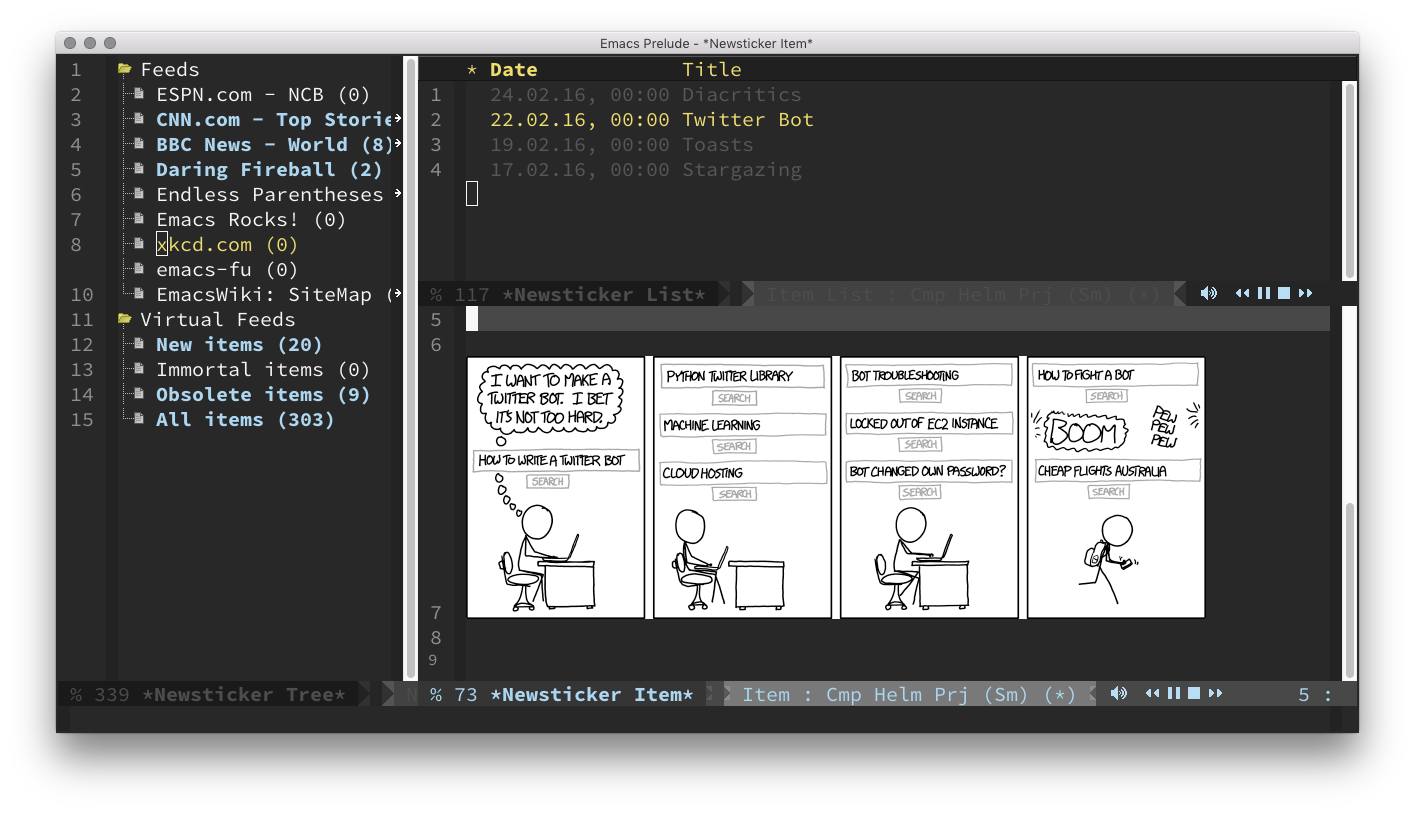 Emacs Prelude - *Newsticker Item*
1 Feeds
2 ESPN.com - NCB (0)
3 CNN.com - Top Storie
4 BBC News - World (8)
5 Daring Fireball (2)
6 Endless Parentheses
7 Emacs Rocks! (0)
8 xkcd.com (0)
emacs-fu (0)
10 EmacsWiki: SiteMap (
11 Virtual Feeds
12 New items (20)
13 Immortal items (0)
14 Obsolete items (9)
15 All items (303)
% 339 *Newsticker Tree* N
* Date Title
1 24.02.16, 00:00 Diacritics
2 22.02.16, 00:00 Twitter Bot
3 19.02.16, 00:00 Toasts
4 17.02.16, 00:00 Stargazing
% 117 *Newsticker List* Item List : Cmp Helm Prj (Sm) (*)
5
6
I WANT TO MAKE A
TWITTER BOT. I BET
IT'S NOT TOO HARD.
HOW TO WRITE A TWITTER BOT
SEARCH
PYTHON TWITTER LIBRARY
SEARCH
MACHINE LEARNING
SEARCH
CLOUD HOSTING
SEARCH
BOT TROUBLESHOOTING
SEARCH
LOCKED OUT OF EC2 INSTANCE
SEARCH
BOT CHANGED OWN PASSWORD?
SEARCH
HOW TO FIGHT A BOT
SEARCH
BOOM
PEW
PEW
PEW
CHEAP FLIGHTS AUSTRALIA
SEARCH
7
8
9
% 73 *Newsticker Item* Item : Cmp Helm Prj (Sm) (*) 5 :